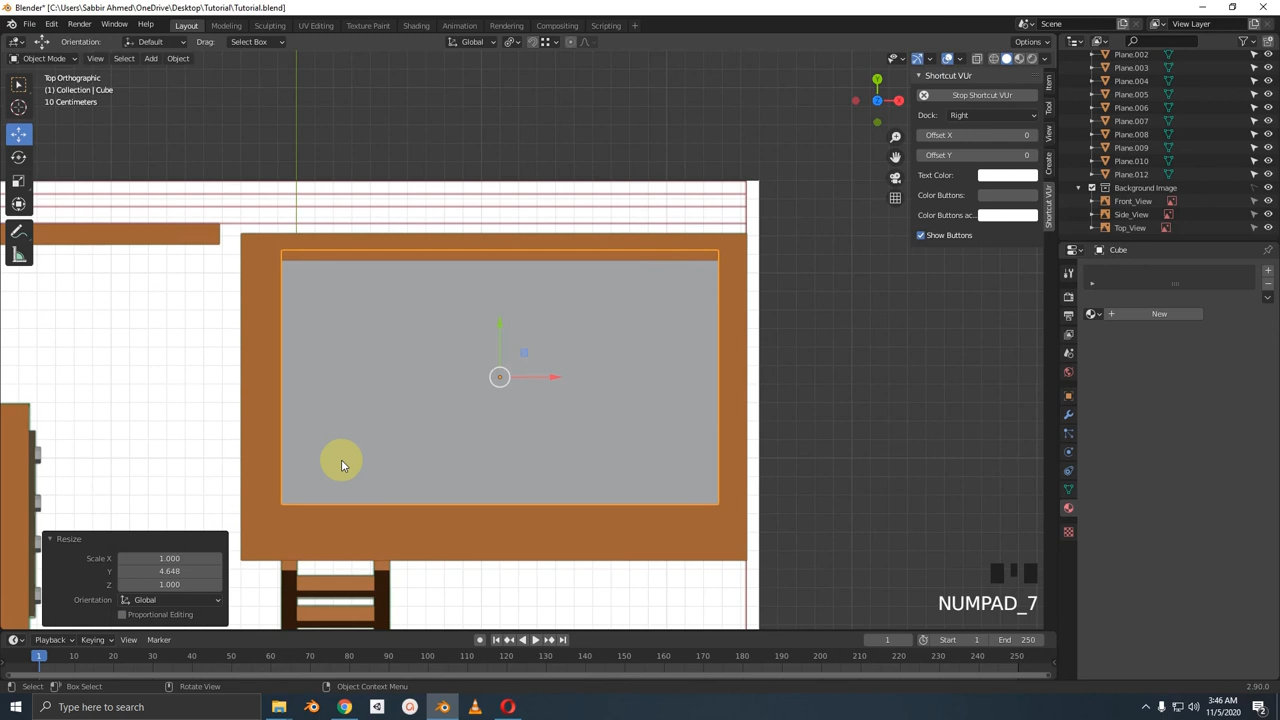 Blender* [C:\Users\Sabbir Ahmed\OneDrive\Desktop\Tutorial\Tutorial.blend]
File Edit Render Window Help Layout Modeling Sculpting UV Editing Texture Paint Shading Animation Rendering Compositing Scripting Scene View Layer
Orientation: Default Drag: Select Box Global Options
Object Mode View Select Add Object
Top Orthographic
(1) Collection | Cube
10 Centimeters
Shortcut VUr
Stop Shortcut VUr
Dock: Right
Offset X 0
Offset Y 0
Text Color:
Color Buttons:
Color Buttons ac...
Show Buttons
Item
Tool
View
Create
Shortcut VUr
Plane.002
Plane.003
Plane.004
Plane.005
Plane.006
Plane.007
Plane.008
Plane.009
Plane.010
Plane.012
Background Image
Front_View
Side_View
Top_View
Cube
New
Y
Z
X
Resize
Scale X 1.000
Y 4.648
Z 1.000
Orientation Global
Proportional Editing
NUMPAD_7
Playback Keying View Marker 1 Start 1 End 250
1 10 20 30 40 50 60 70 80 90 100 110 120 130 140 150 160 170 180 190 200 210 220 230 240 250
Select Box Select Rotate View Object Context Menu 2.90.0
Type here to search
3:46 AM
11/5/2020
2